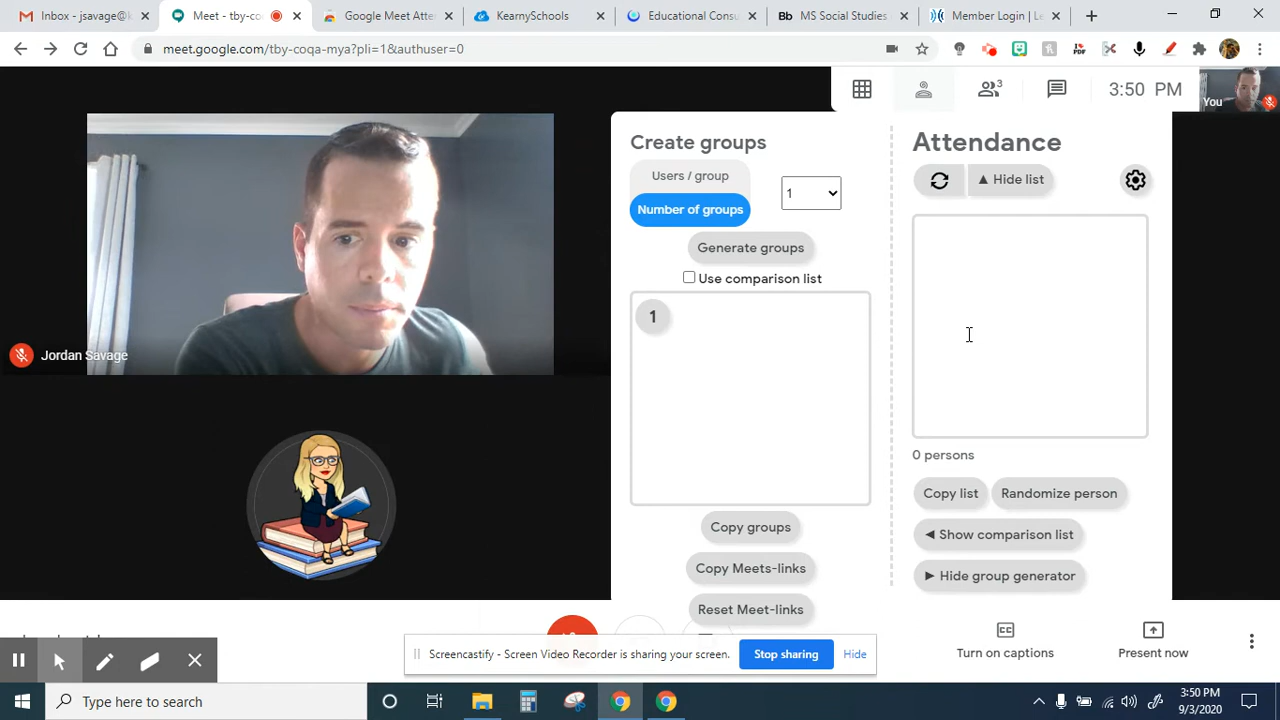 Inbox - jsavage@k
Meet - tby-co
Google Meet Atte
KearnySchools
Educational Consu
Bb MS Social Studies
Member Login | L
meet.google.com/tby-coqa-mya?pli=1&authuser=0
3
3:50 PM
You
Create groups
Users / group
Number of groups
1
Generate groups
Use comparison list
1
Copy groups
Copy Meets-links
Reset Meet-links
Attendance
▲ Hide list
0 persons
Copy list
Randomize person
◄ Show comparison list
► Hide group generator
Jordan Savage
Screencastify - Screen Video Recorder is sharing your screen.
Stop sharing
Hide
CC
Turn on captions
Present now
Type here to search
3:50 PM
9/3/2020